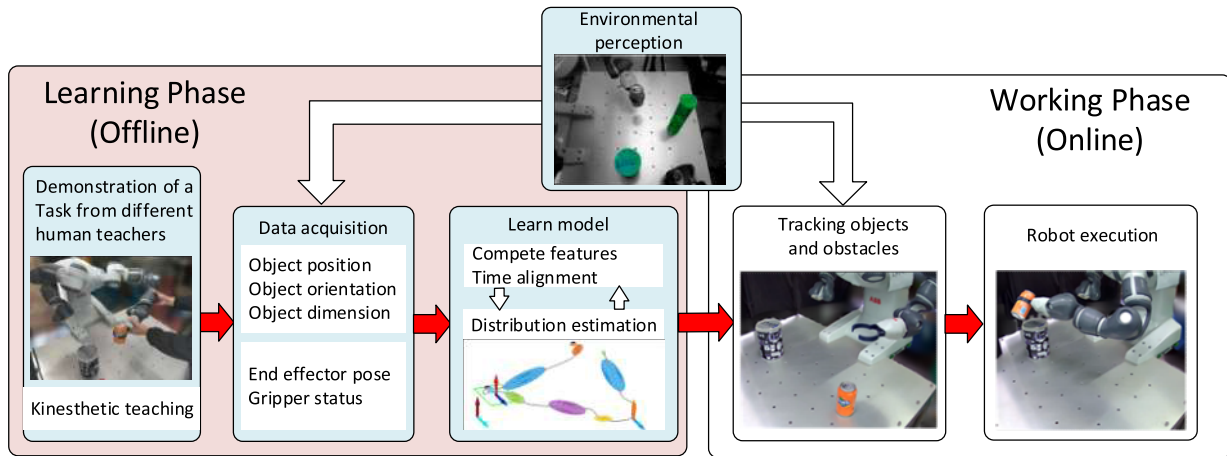 Environmental
perception
Learning Phase
(Offline)
Working Phase
(Online)
Demonstration of a
Task from different
human teachers
Kinesthetic teaching
Data acquisition
Object position
Object orientation
Object dimension
End effector pose
Gripper status
Learn model
Compete features
Time alignment
Distribution estimation
Tracking objects
and obstacles
ABB
Robot execution